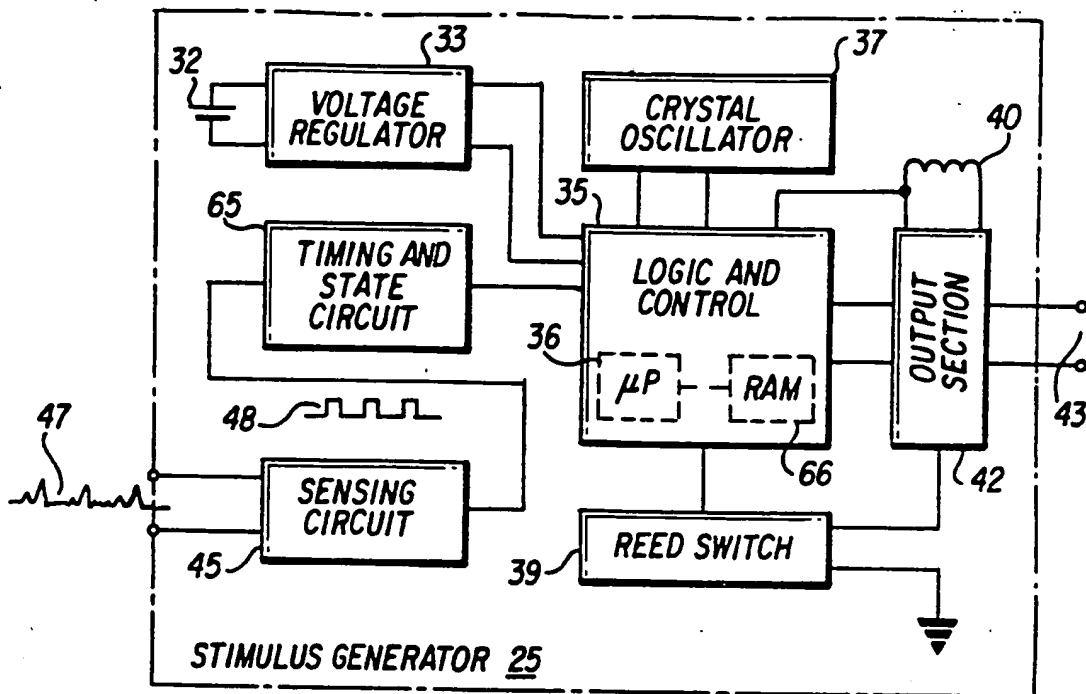 33
37
32
VOLTAGE
REGULATOR
CRYSTAL
OSCILLATOR
40
65
35
TIMING AND
STATE
CIRCUIT
LOGIC AND
CONTROL
OUTPUT
SECTION
36
μP
RAM
48
43
47
66
42
SENSING
CIRCUIT
REED SWITCH
45
39
STIMULUS GENERATOR 25